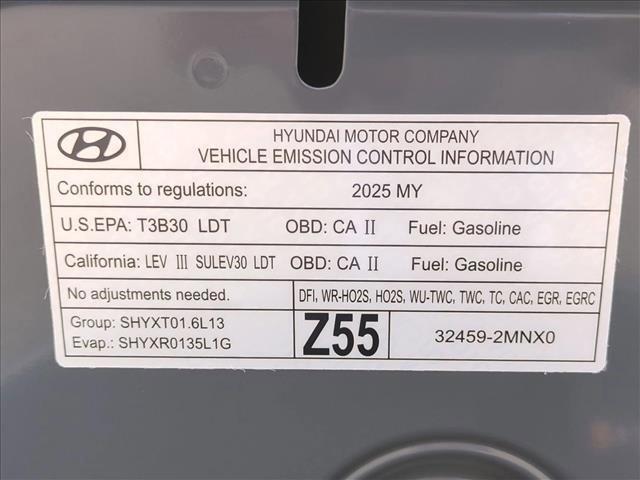 HYUNDAI MOTOR COMPANY
VEHICLE EMISSION CONTROL INFORMATION
Conforms to regulations: 2025 MY
U.S.EPA: T3B30 LDT OBD: CA II Fuel: Gasoline
California: LEV III SULEV30 LDT OBD: CA II Fuel: Gasoline
No adjustments needed. DFI, WR-HO2S, HO2S, WU-TWC, TWC, TC, CAC, EGR, EGRC
Group: SHYXT01.6L13
Evap.: SHYXR0135L1G
Z55
32459-2MNX0